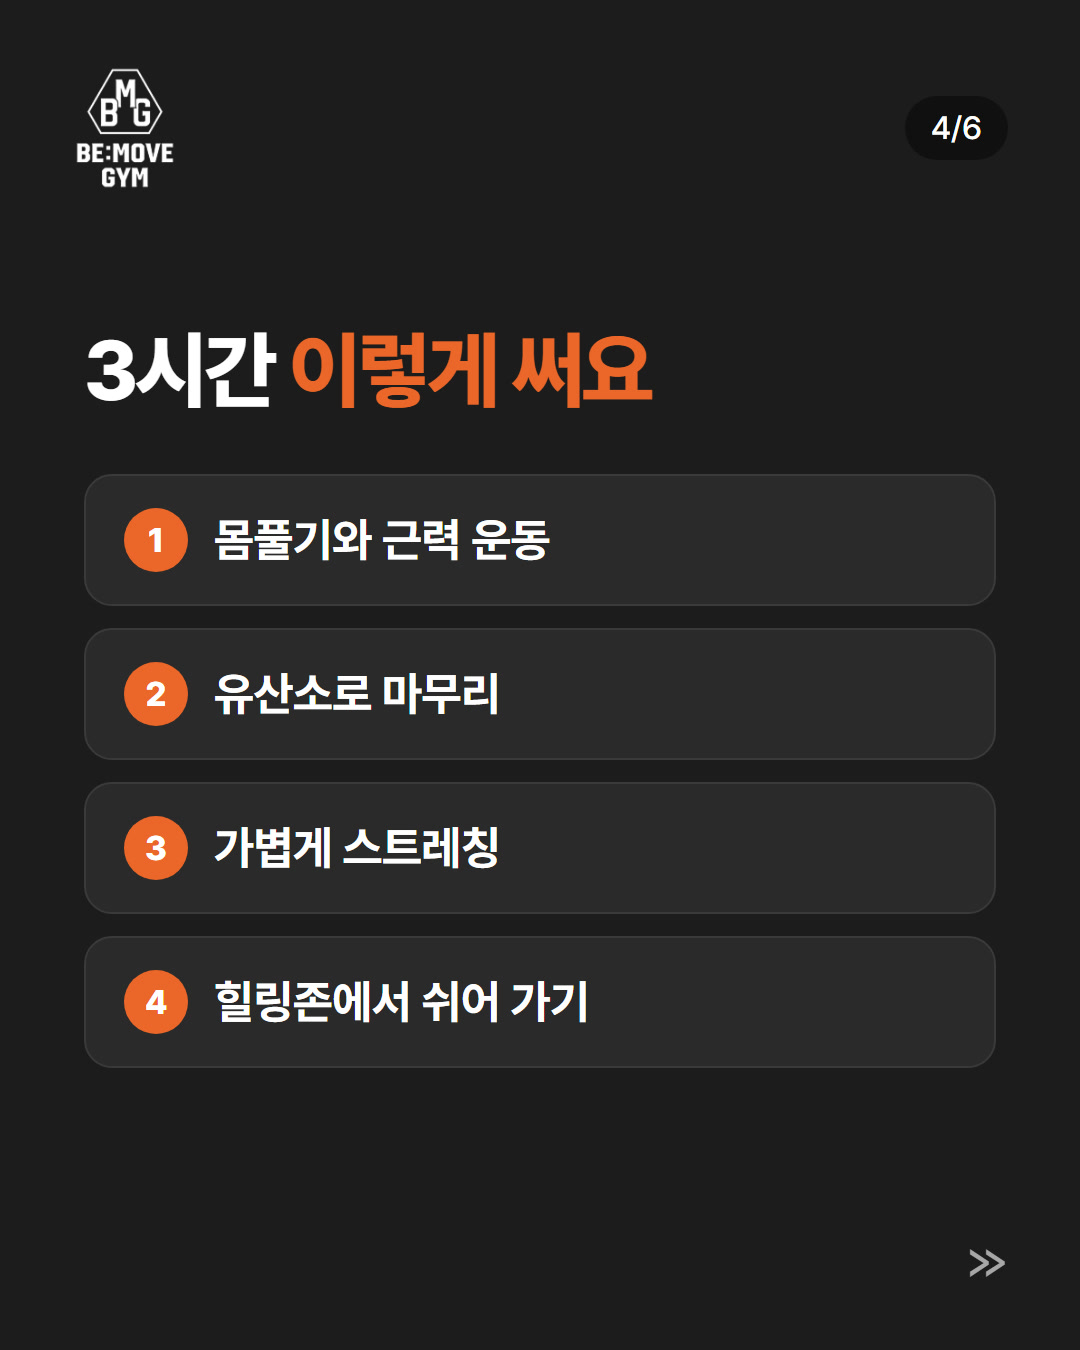 BMG
BE:MOVE
GYM
4/6
3시간 이렇게 써요
1 몸풀기와 근력 운동
2 유산소로 마무리
3 가볍게 스트레칭
4 힐링존에서 쉬어 가기